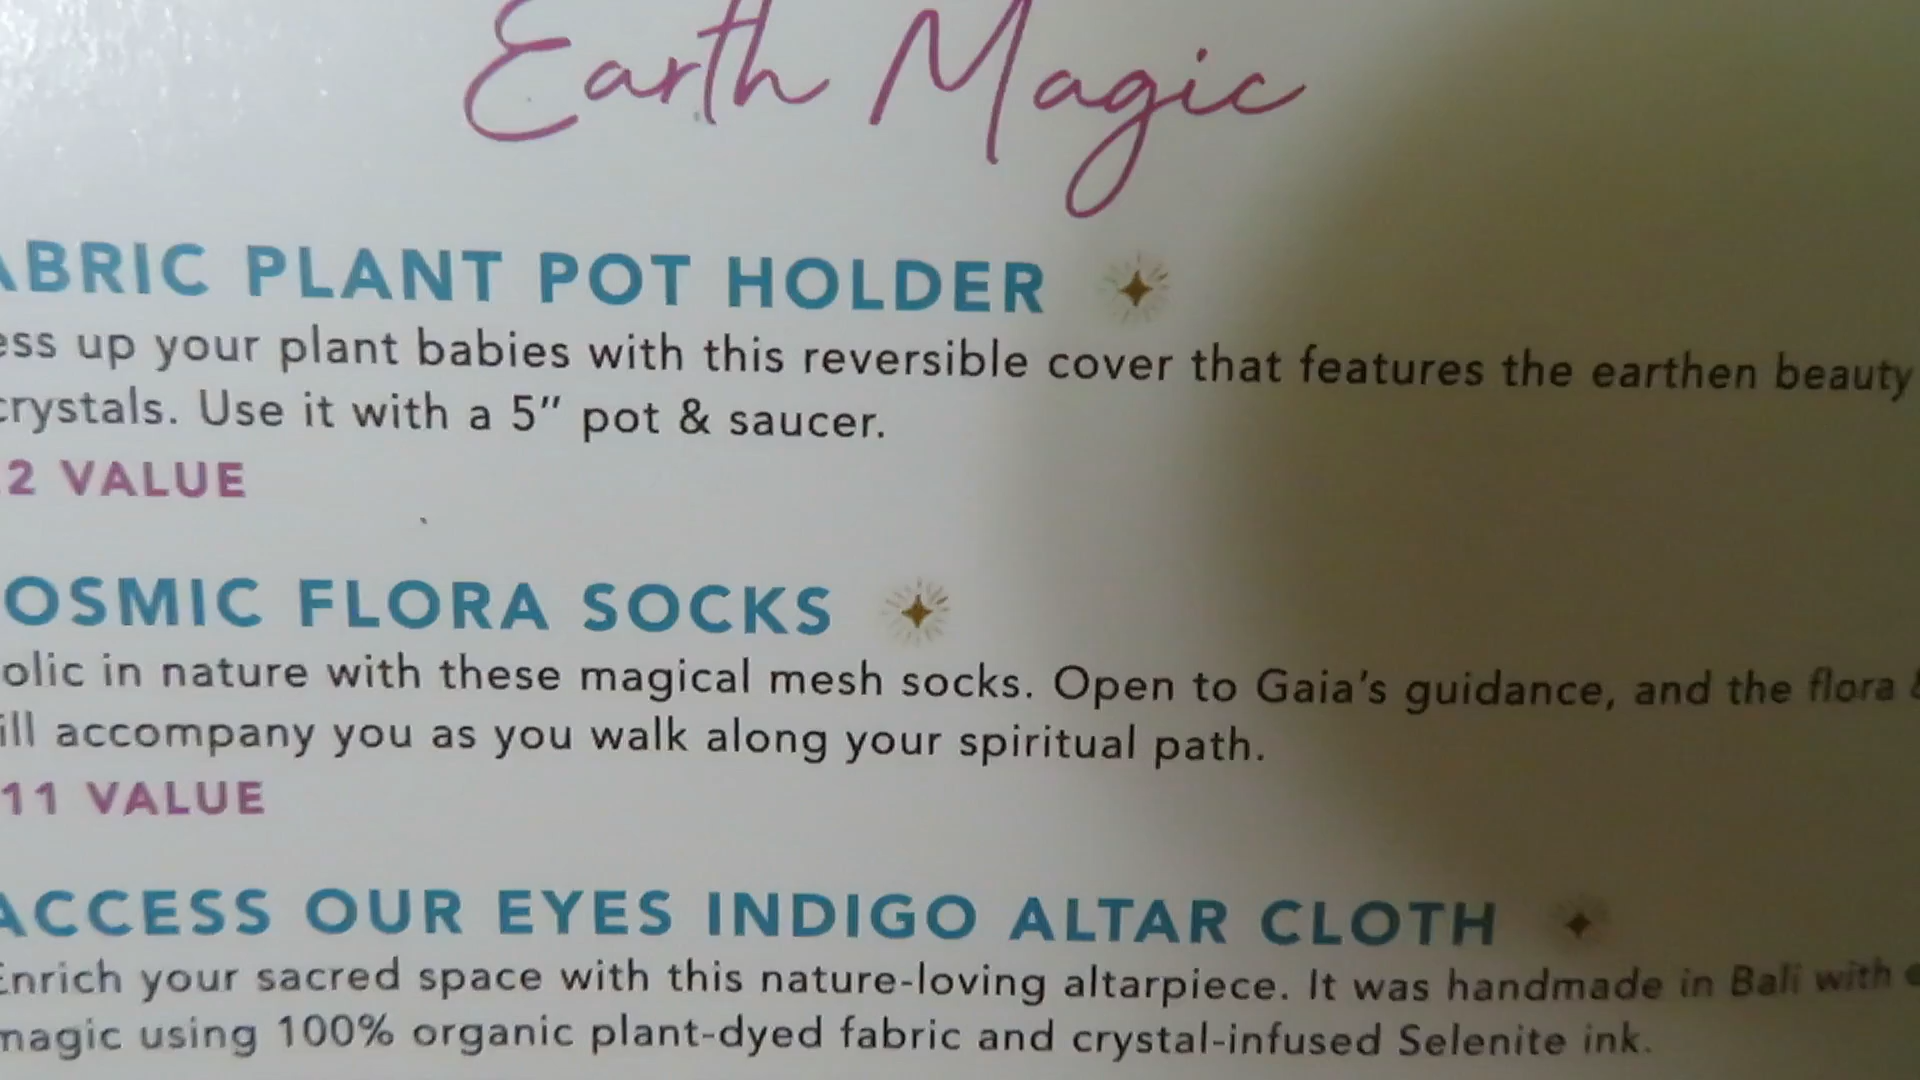 Earth Magic
ABRIC PLANT POT HOLDER
ess up your plant babies with this reversible cover that features the earthen beauty
crystals. Use it with a 5" pot & saucer.
2 VALUE
OSMIC FLORA SOCKS
olic in nature with these magical mesh socks. Open to Gaia's guidance, and the flora &
ill accompany you as you walk along your spiritual path.
11 VALUE
ACCESS OUR EYES INDIGO ALTAR CLOTH
Enrich your sacred space with this nature-loving altarpiece. It was handmade in Bali with
magic using 100% organic plant-dyed fabric and crystal-infused Selenite ink.